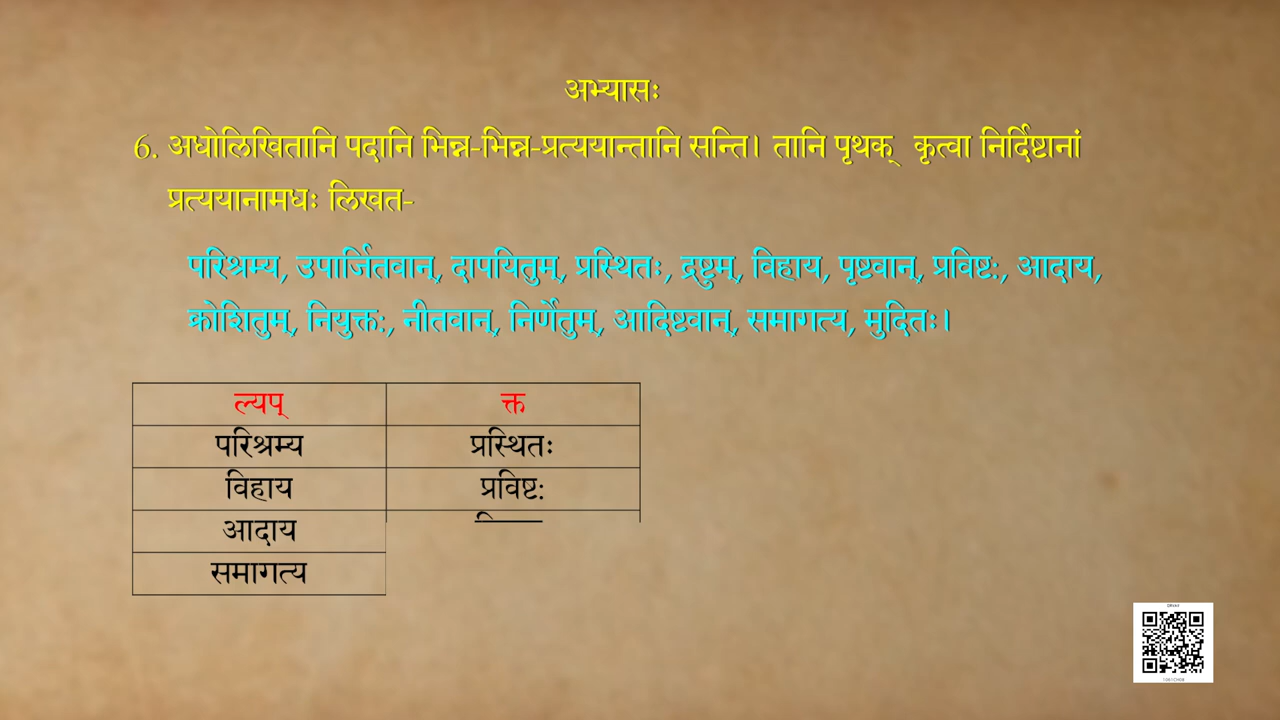 अभ्यासः
6. अधोलिखितानि पदानि भिन्न-भिन्न-प्रत्ययान्तानि सन्ति। तानि पृथक् कृत्वा निर्दिष्टानां
प्रत्ययानामधः लिखत-
परिश्रम्य, उपार्जितवान्, दापयितुम्, प्रस्थितः, द्रष्टुम्, विहाय, पृष्टवान्, प्रविष्ट:, आदाय,
क्रोशितुम्, नियुक्त:, नीतवान्, निर्णेतुम्, आदिष्टवान्, समागत्य, मुदितः।
ल्यप् क्त
परिश्रम्य प्रस्थितः
विहाय प्रविष्ट:
आदाय
समागत्य